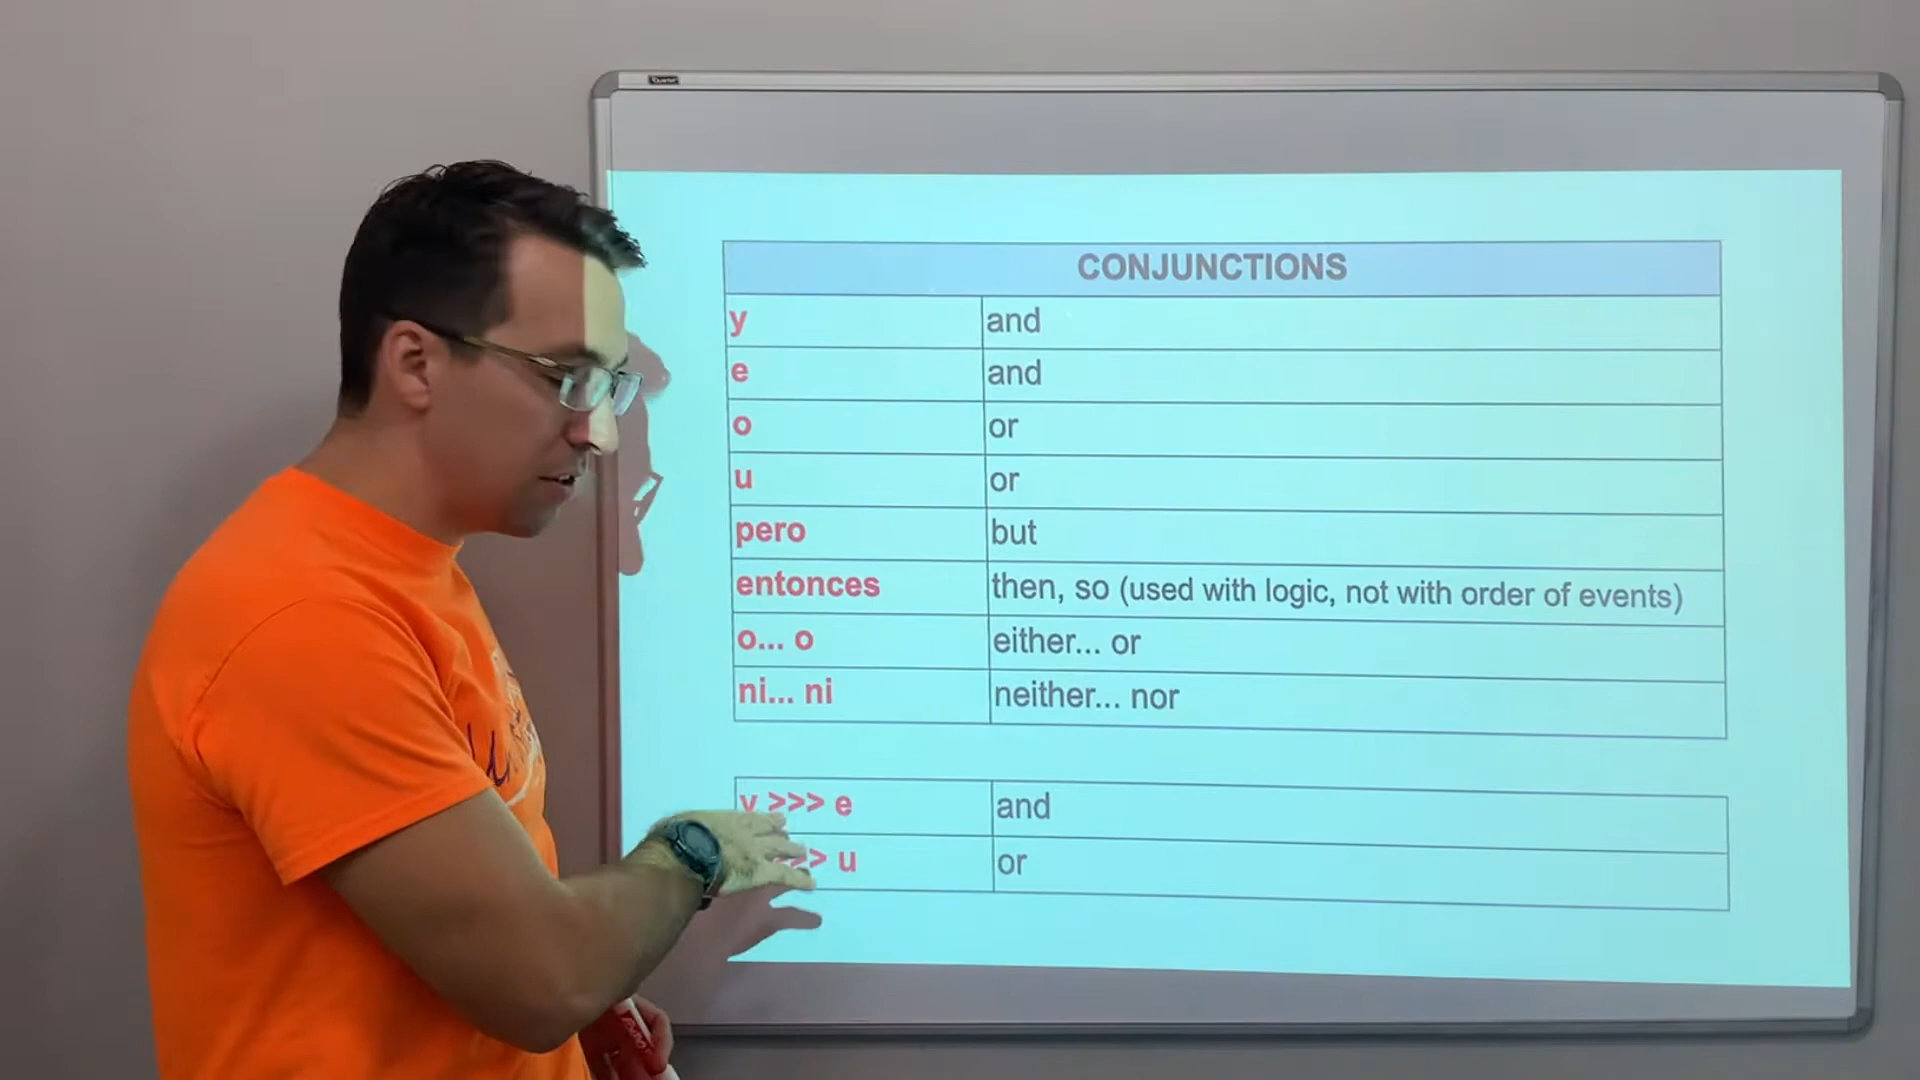 CONJUNCTIONS
y and
e and
o or
u or
pero but
entonces then, so (used with logic, not with order of events)
o... o either... or
ni... ni neither... nor
y >>> e and
>> u or